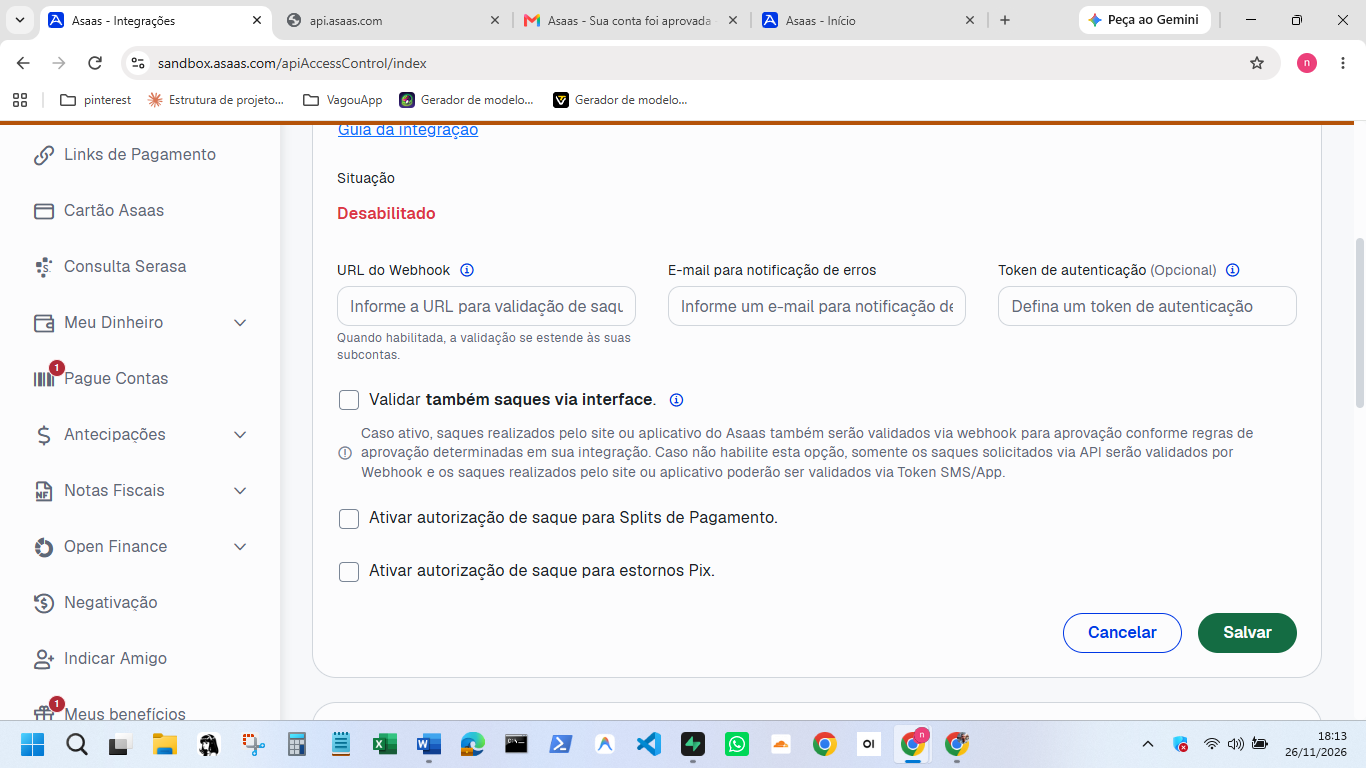 Asaas - Integrações
api.asaas.com
Asaas - Sua conta foi aprovada
Asaas - Início
Peça ao Gemini
sandbox.asaas.com/apiAccessControl/index
n
pinterest
Estrutura de projeto...
VagouApp
Gerador de modelo...
Gerador de modelo...
Links de Pagamento
Cartão Asaas
Consulta Serasa
Meu Dinheiro
1
Pague Contas
Antecipações
Notas Fiscais
Open Finance
Negativação
Indicar Amigo
1
Meus benefícios
Guia da integração
Situação
Desabilitado
URL do Webhook
E-mail para notificação de erros
Token de autenticação (Opcional)
Informe a URL para validação de saqu
Informe um e-mail para notificação de
Defina um token de autenticação
Quando habilitada, a validação se estende às suas
subcontas.
Validar também saques via interface.
Caso ativo, saques realizados pelo site ou aplicativo do Asaas também serão validados via webhook para aprovação conforme regras de
aprovação determinadas em sua integração. Caso não habilite esta opção, somente os saques solicitados via API serão validados por
Webhook e os saques realizados pelo site ou aplicativo poderão ser validados via Token SMS/App.
Ativar autorização de saque para Splits de Pagamento.
Ativar autorização de saque para estornos Pix.
Cancelar
Salvar
18:13
26/11/2026